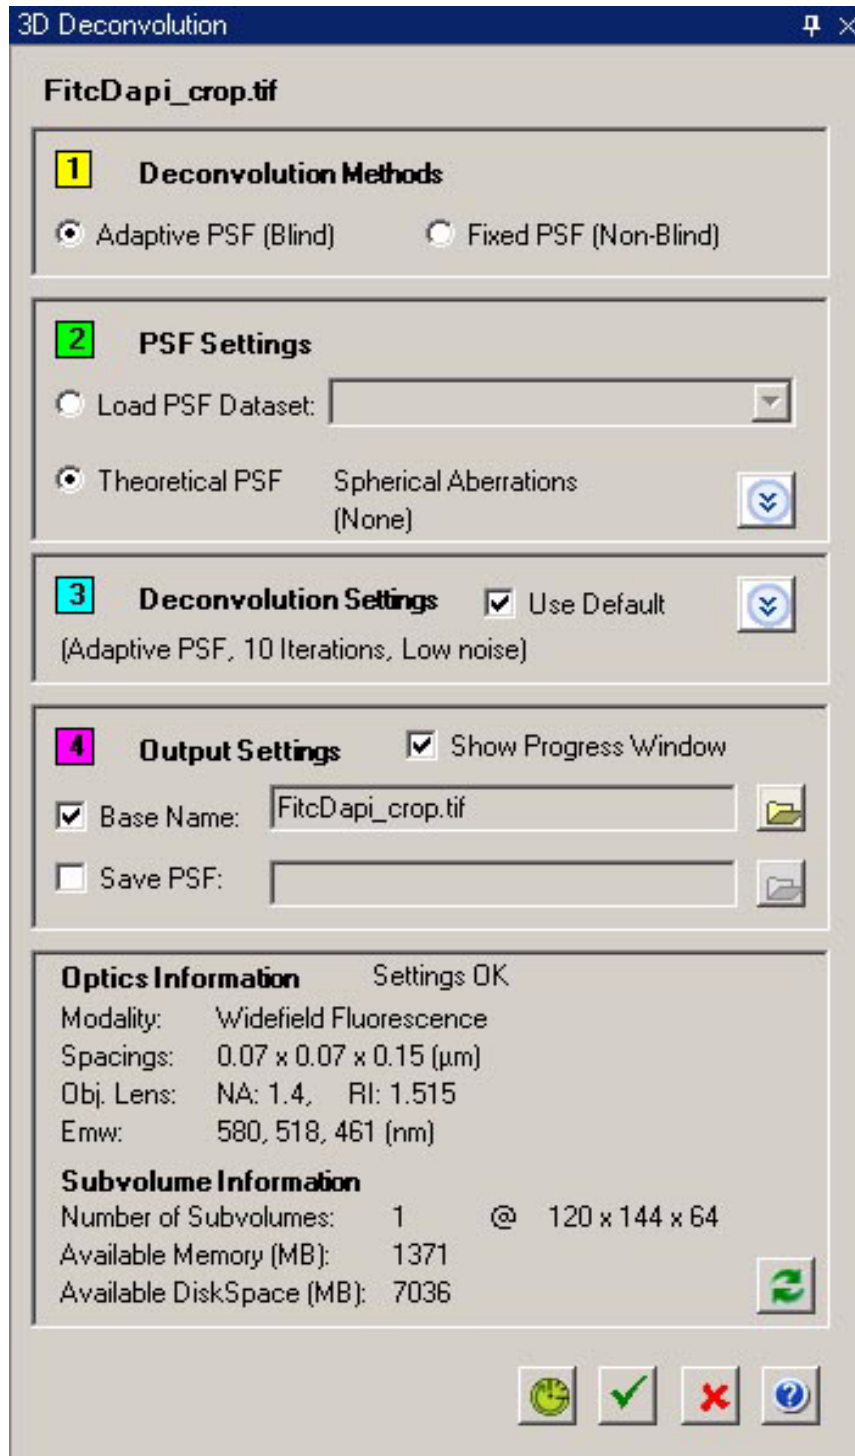 3D Deconvolution
FitcDapi_crop.tif
1 Deconvolution Methods
Adaptive PSF (Blind) Fixed PSF (Non-Blind)
2 PSF Settings
Load PSF Dataset:
Theoretical PSF Spherical Aberrations
(None)
3 Deconvolution Settings Use Default
(Adaptive PSF, 10 Iterations, Low noise)
4 Output Settings Show Progress Window
Base Name: FitcDapi_crop.tif
Save PSF:
Optics Information Settings OK
Modality: Widefield Fluorescence
Spacings: 0.07 x 0.07 x 0.15 (µm)
Obj. Lens: NA: 1.4, RI: 1.515
Emw: 580, 518, 461 (nm)
Subvolume Information
Number of Subvolumes: 1 @ 120 x 144 x 64
Available Memory (MB): 1371
Available DiskSpace (MB): 7036
?